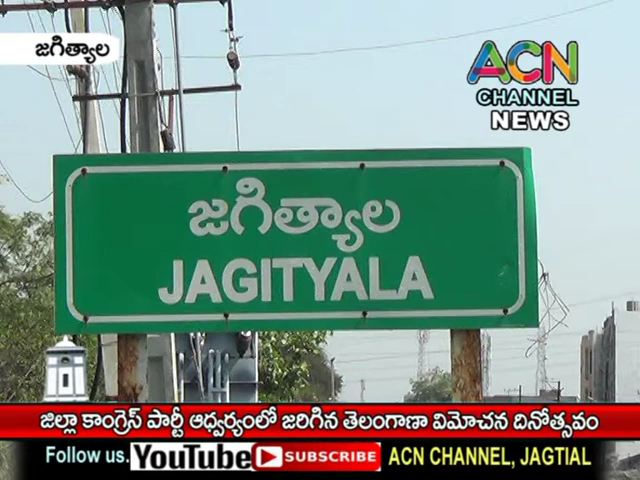 జగిత్యాల
ACN
CHANNEL
NEWS
జగిత్యాల
JAGITYALA
జిల్లా కాంగ్రెస్ పార్టీ ఆధ్వర్యంలో జరిగిన తెలంగాణా విమోచన దినోత్సవం
Follow us. YouTube SUBSCRIBE ACN CHANNEL, JAGTIAL